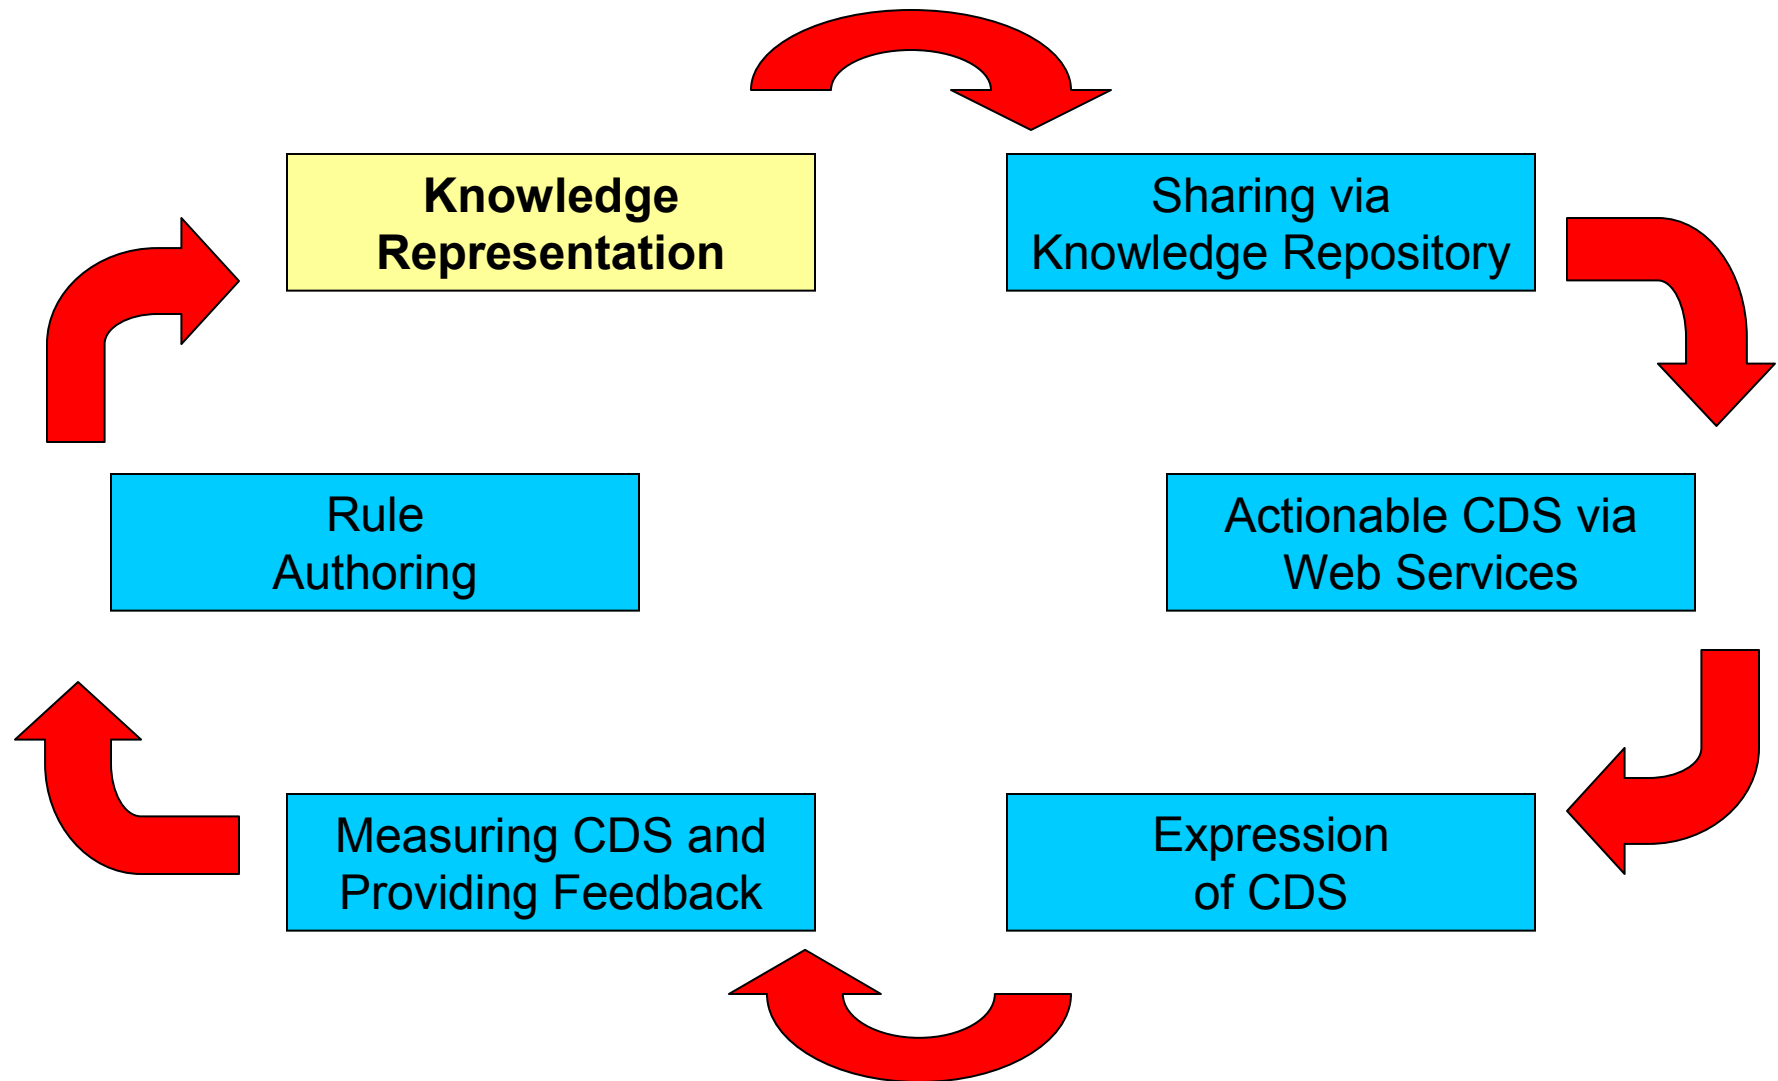 Knowledge
Representation
Sharing via
Knowledge Repository
Rule
Authoring
Actionable CDS via
Web Services
Measuring CDS and
Providing Feedback
Expression
of CDS